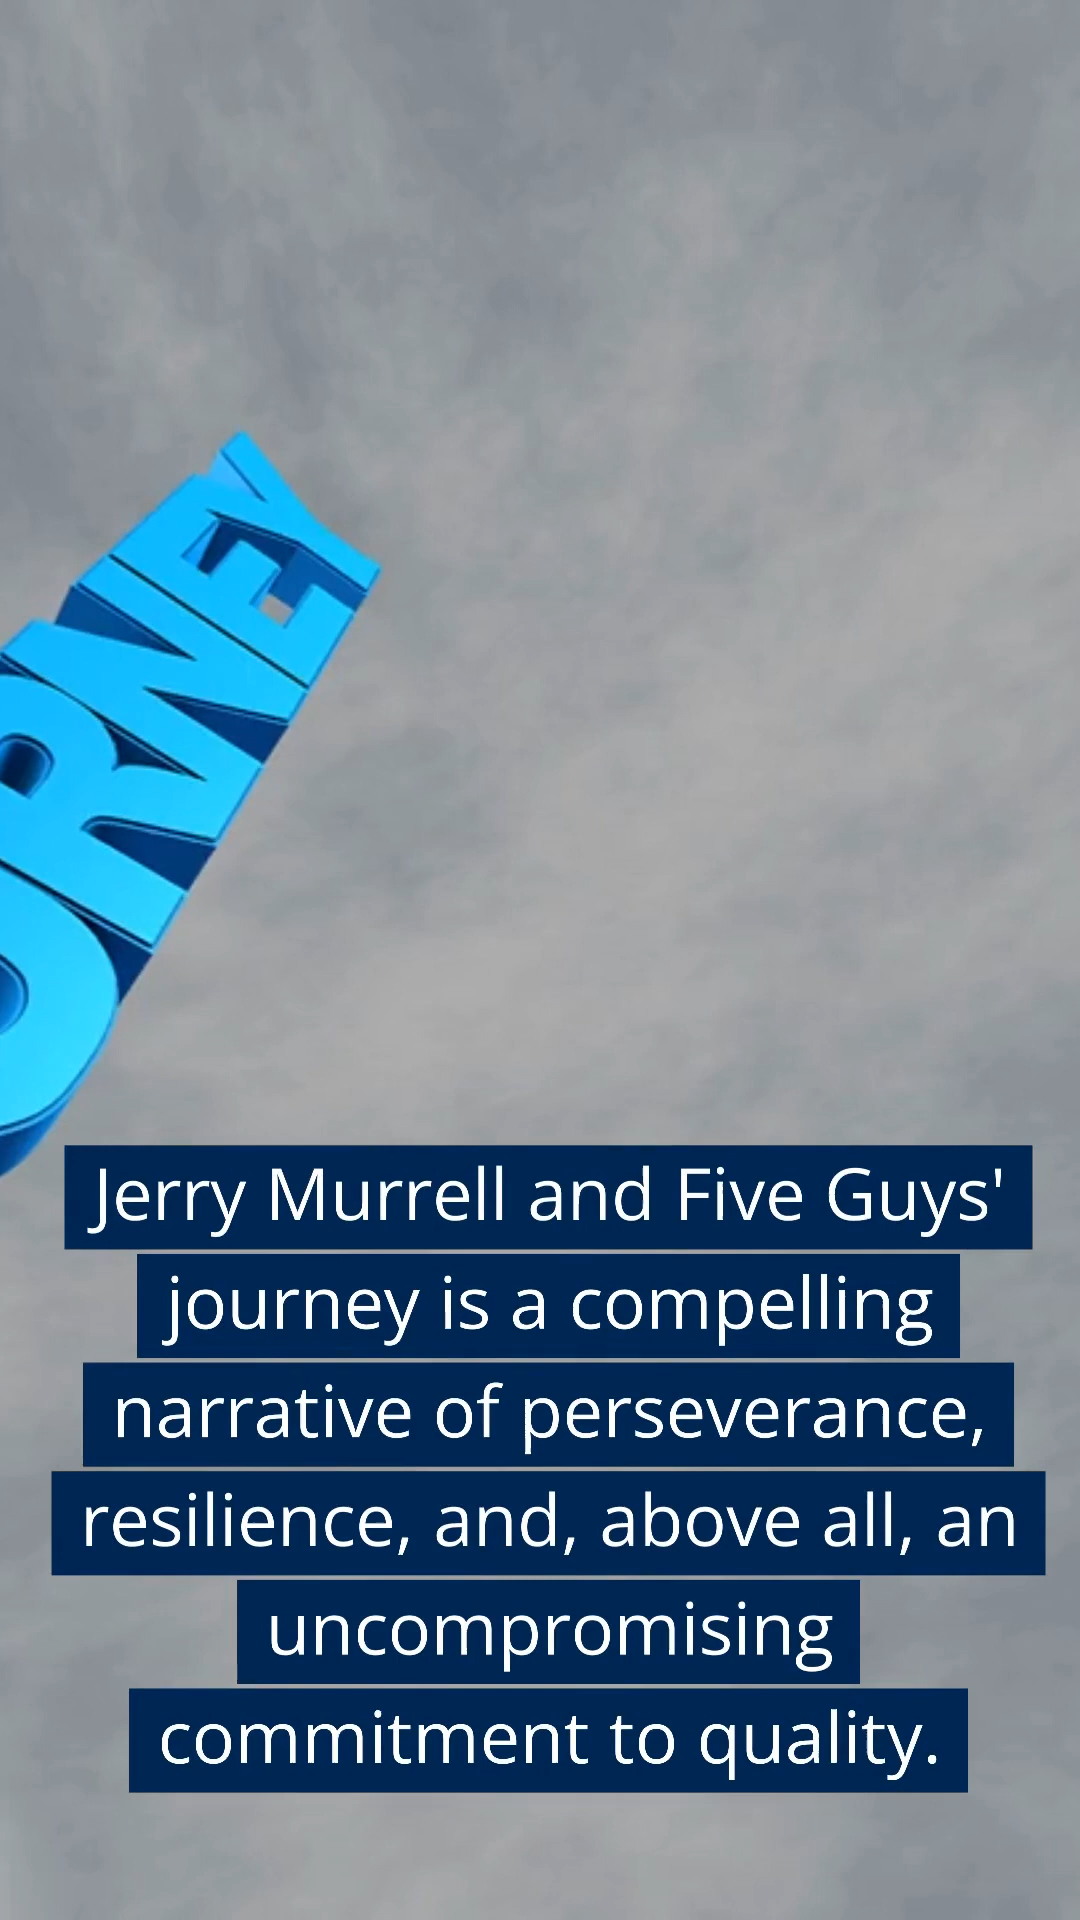 URNEY
Jerry Murrell and Five Guys'
journey is a compelling
narrative of perseverance,
resilience, and, above all, an
uncompromising
commitment to quality.